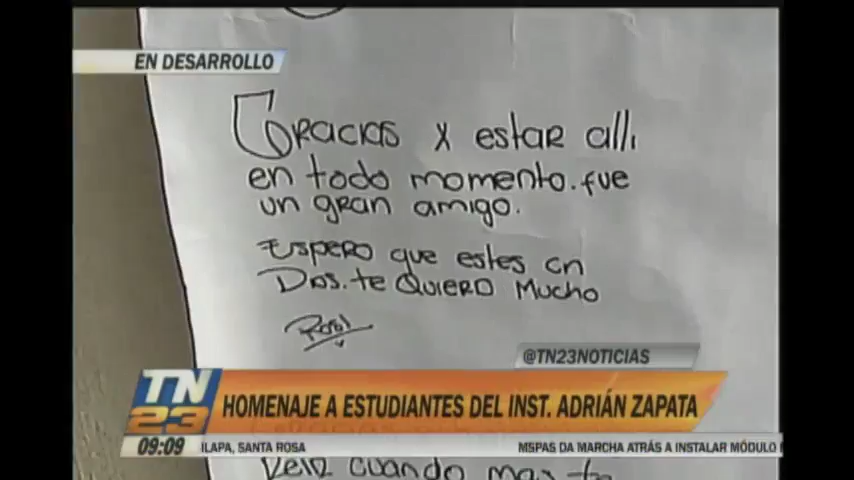 EN DESARROLLO
GRACIAS X ESTAR allí
en todo momento. fue
un gran amigo.
ESPERO que estes en
Dios. te QUIERO Mucho
@TN23NOTICIAS
TN
23
HOMENAJE A ESTUDIANTES DEL INST. ADRIÁN ZAPATA
09:09
ILAPA, SANTA ROSA
MSPAS DA MARCHA ATRÁS A INSTALAR MÓDULO
Reir cuando mas te